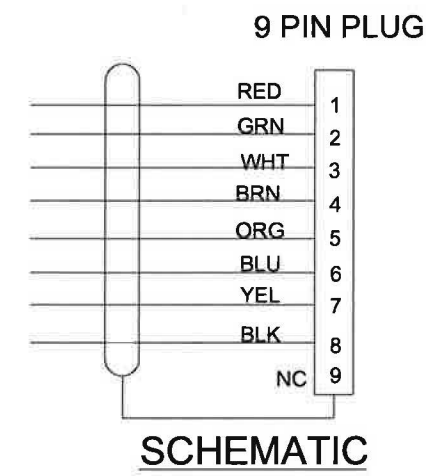 9 PIN PLUG
RED 1
GRN 2
WHT 3
BRN 4
ORG 5
BLU 6
YEL 7
BLK 8
NC 9
SCHEMATIC